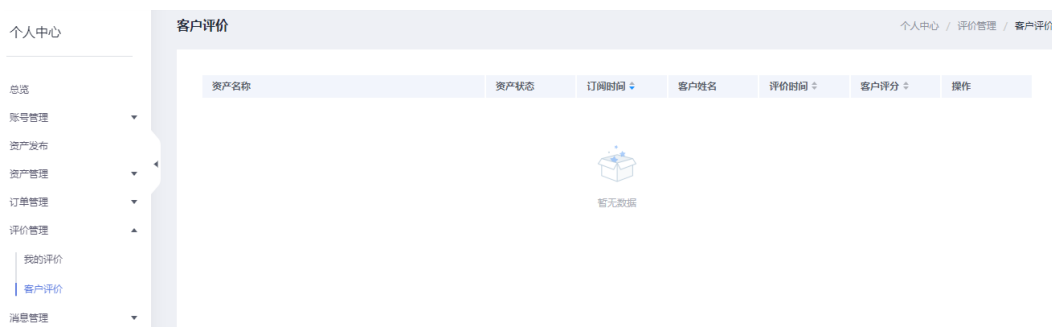 个人中心
总览
账号管理
资产发布
资产管理
订单管理
评价管理
我的评价
客户评价
消息管理
客户评价
个人中心 / 评价管理 / 客户评价
资产名称 资产状态 订阅时间 客户姓名 评价时间 客户评分 操作
暂无数据